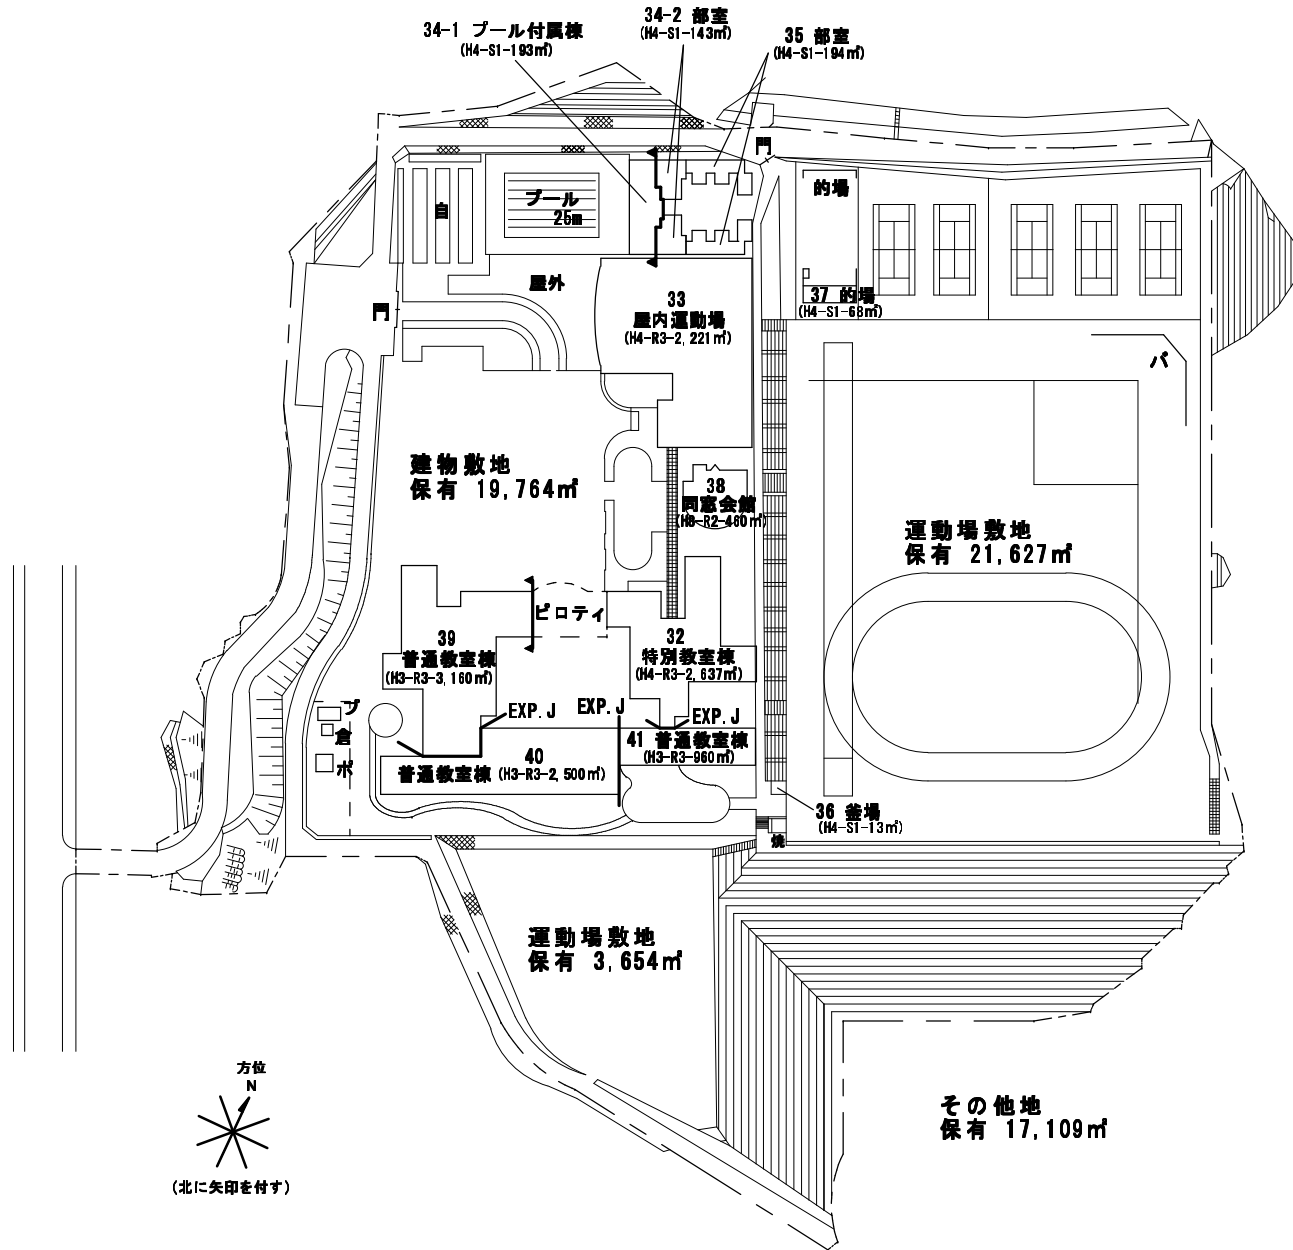 34-1 プール付属棟
(H4-S1-193㎡)
34-2 部室
(H4-S1-143㎡)
35 部室
(H4-S1-194㎡)
門
的場
自
プール
25m
屋外
37 的場
(H4-S1-68㎡)
門
33
屋内運動場
(H4-R3-2,221㎡)
バ
建物敷地
保有 19,764㎡
38
同窓会館
(H8-R2-460㎡)
運動場敷地
保有 21,627㎡
ピロティ
39
普通教室棟
(H3-R3-3,160㎡)
32
特別教室棟
(H4-R3-2,637㎡)
プ
倉
ボ
EXP.J
EXP.J
EXP.J
40
普通教室棟 (H3-R3-2,500㎡)
41 普通教室棟
(H3-R3-960㎡)
36 釜場
(H4-S1-13㎡)
焼
運動場敷地
保有 3,654㎡
方位
N
(北に矢印を付す)
その他地
保有 17,109㎡